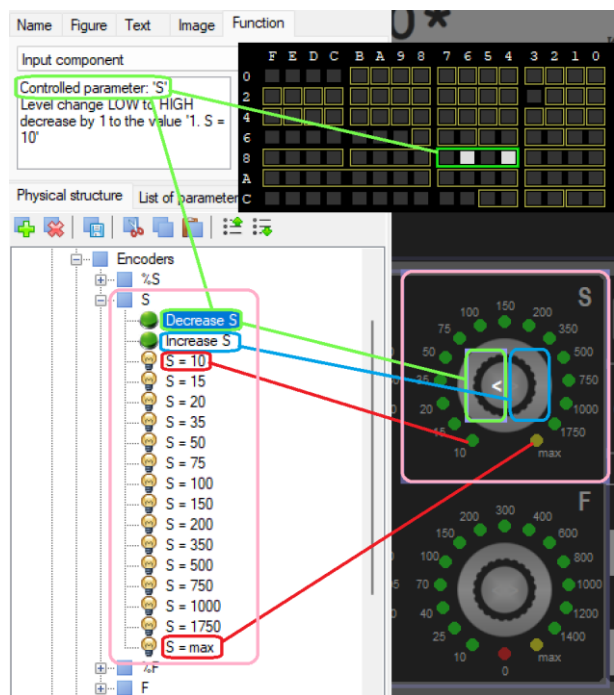 Name Figure Text Image Function
Input component
Controlled parameter: 'S'
Level change LOW to HIGH
decrease by 1 to the value '1. S =
10'
0*
F E D C B A 9 8 7 6 5 4 3 2 1 0
0
2
4
6
8
A
C
Physical structure List of parameter
Encoders
%S
S
Decrease S
Increase S
S = 10
S = 15
S = 20
S = 35
S = 50
S = 75
S = 100
S = 150
S = 200
S = 350
S = 500
S = 750
S = 1000
S = 1750
S = max
%F
F
S
10
15
20
35
50
75
100
150
200
350
500
750
1000
1750
max
<
F
0
10
25
40
70
100
150
200
300
400
600
800
1000
1200
1400
max